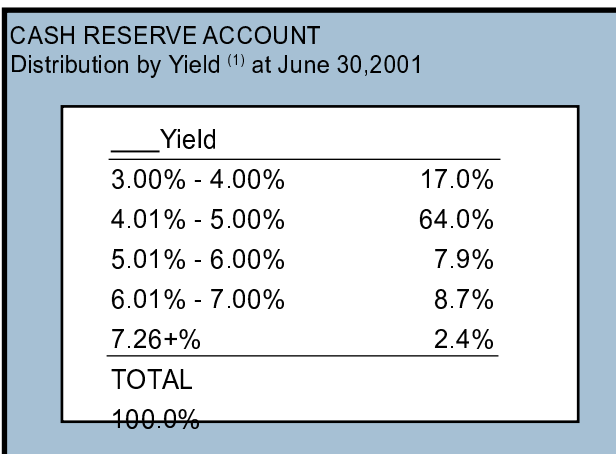 CASH RESERVE ACCOUNT
Distribution by Yield (1) at June 30,2001
___Yield
3.00% - 4.00% 17.0%
4.01% - 5.00% 64.0%
5.01% - 6.00% 7.9%
6.01% - 7.00% 8.7%
7.26+% 2.4%
TOTAL
100.0%